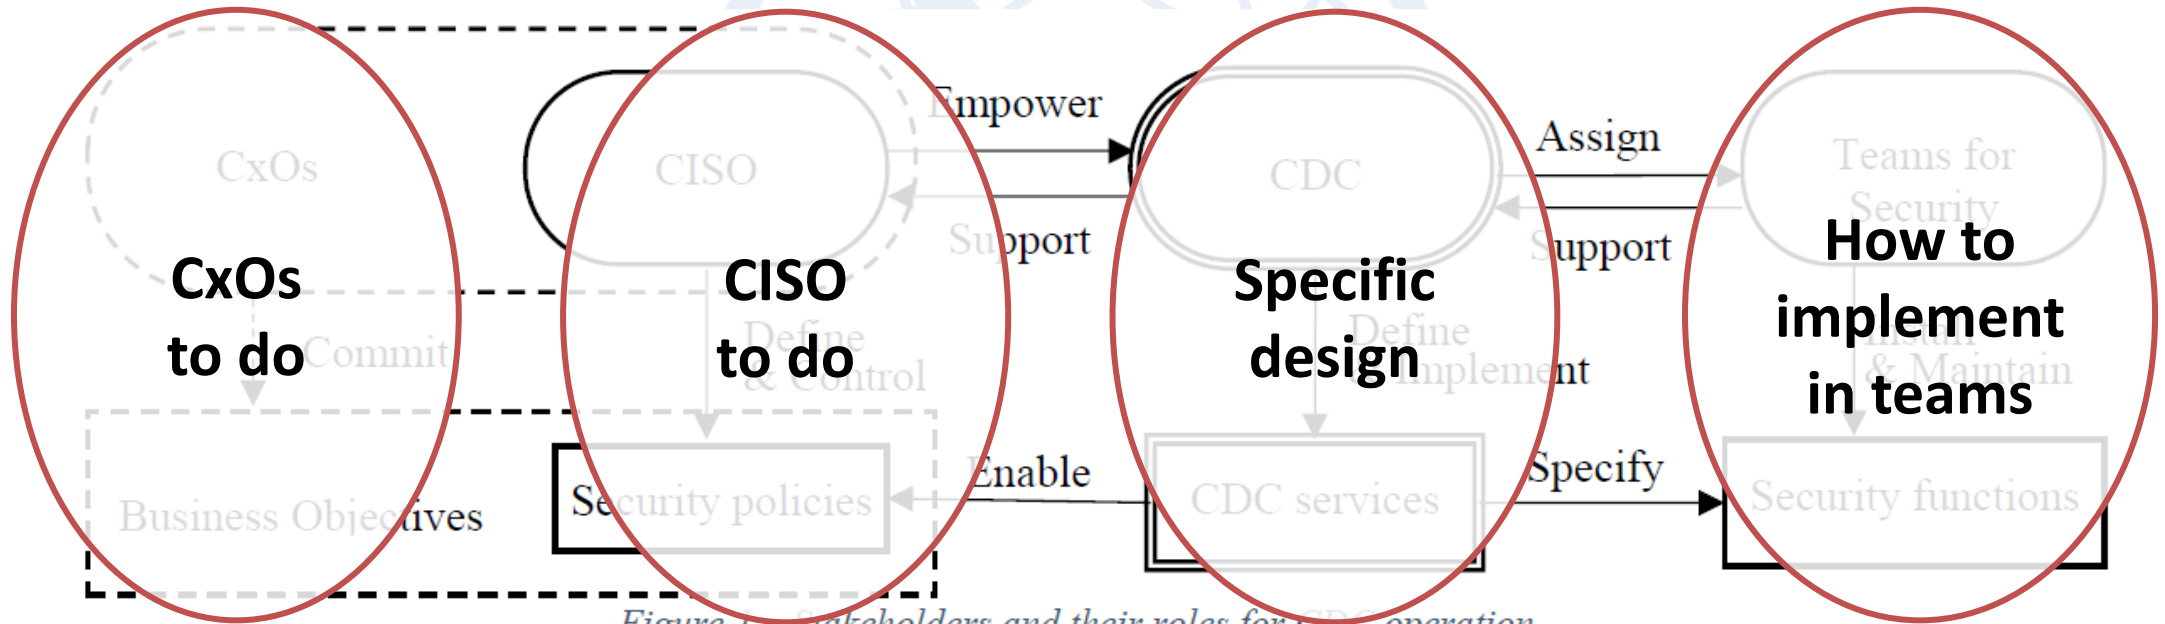 CxOs
CISO
Empower
Support
CDC
Assign
Support
Teams for
Security
CxOs
to do
CISO
to do
Specific
design
How to
implement
in teams
Commit
Define
& Control
Define
& Implement
Install
& Maintain
Business Objectives
Security policies
Enable
CDC services
Specify
Security functions
Stakeholders and their roles for CDC operation